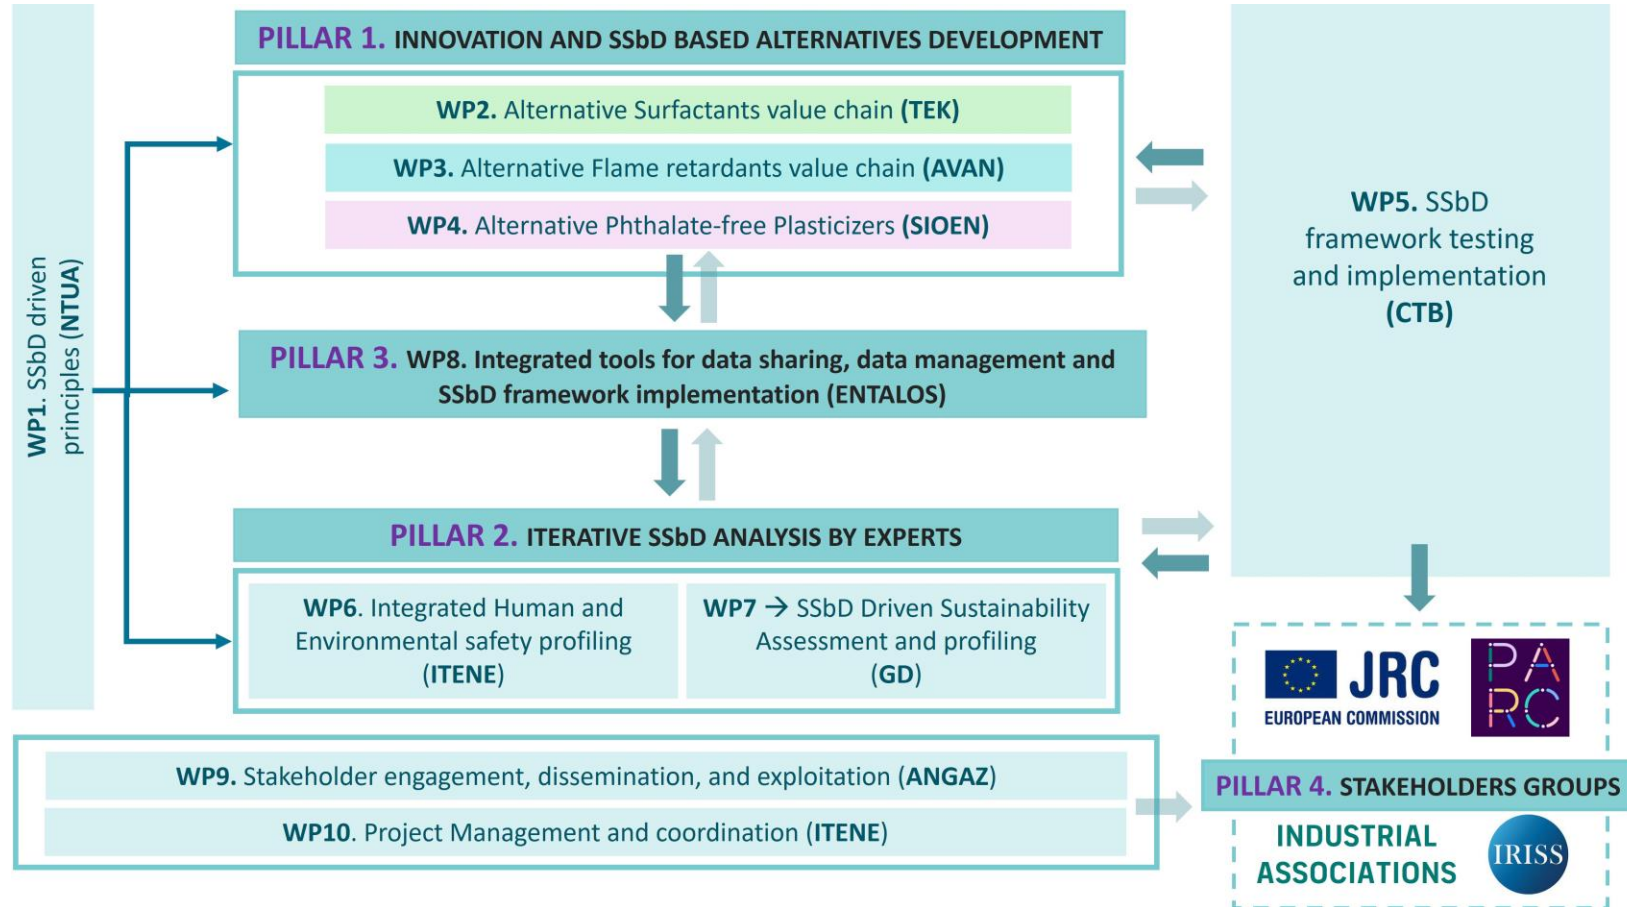 PILLAR 1. INNOVATION AND SSbD BASED ALTERNATIVES DEVELOPMENT
WP2. Alternative Surfactants value chain (TEK)
WP3. Alternative Flame retardants value chain (AVAN)
WP4. Alternative Phthalate-free Plasticizers (SIOEN)
WP1. SSbD driven
principles (NTUA)
WP5. SSbD
framework testing
and implementation
(CTB)
PILLAR 3. WP8. Integrated tools for data sharing, data management and
SSbD framework implementation (ENTALOS)
PILLAR 2. ITERATIVE SSbD ANALYSIS BY EXPERTS
WP6. Integrated Human and
Environmental safety profiling
(ITENE)
WP7 → SSbD Driven Sustainability
Assessment and profiling
(GD)
JRC
EUROPEAN COMMISSION
PA
RC
WP9. Stakeholder engagement, dissemination, and exploitation (ANGAZ)
WP10. Project Management and coordination (ITENE)
PILLAR 4. STAKEHOLDERS GROUPS
INDUSTRIAL
ASSOCIATIONS
IRISS